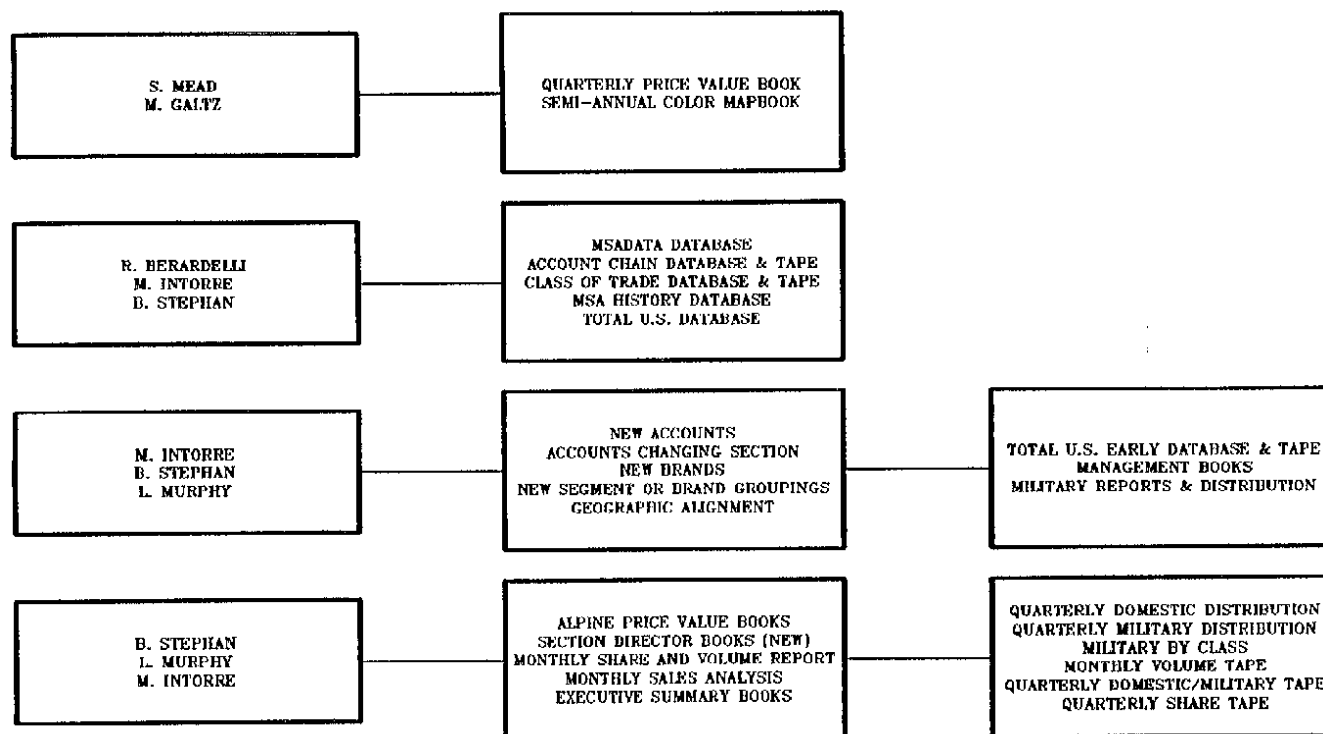 S. MEAD
M. GALTZ
QUARTERLY PRICE VALUE BOOK
SEMI-ANNUAL COLOR MAPBOOK
R. BERARDELLI
M. INTORRE
B. STEPHAN
MSADATA DATABASE
ACCOUNT CHAIN DATABASE & TAPE
CLASS OF TRADE DATABASE & TAPE
MSA HISTORY DATABASE
TOTAL U.S. DATABASE
M. INTORRE
B. STEPHAN
L. MURPHY
NEW ACCOUNTS
ACCOUNTS CHANGING SECTION
NEW BRANDS
NEW SEGMENT OR BRAND GROUPINGS
GEOGRAPHIC ALIGNMENT
TOTAL U.S. EARLY DATABASE & TAPE
MANAGEMENT BOOKS
MILITARY REPORTS & DISTRIBUTION
B. STEPHAN
L. MURPHY
M. INTORRE
ALPINE PRICE VALUE BOOKS
SECTION DIRECTOR BOOKS (NEW)
MONTHLY SHARE AND VOLUME REPORT
MONTHLY SALES ANALYSIS
EXECUTIVE SUMMARY BOOKS
QUARTERLY DOMESTIC DISTRIBUTION
QUARTERLY MILITARY DISTRIBUTION
MILITARY BY CLASS
MONTHLY VOLUME TAPE
QUARTERLY DOMESTIC/MILITARY TAPE
QUARTERLY SHARE TAPE